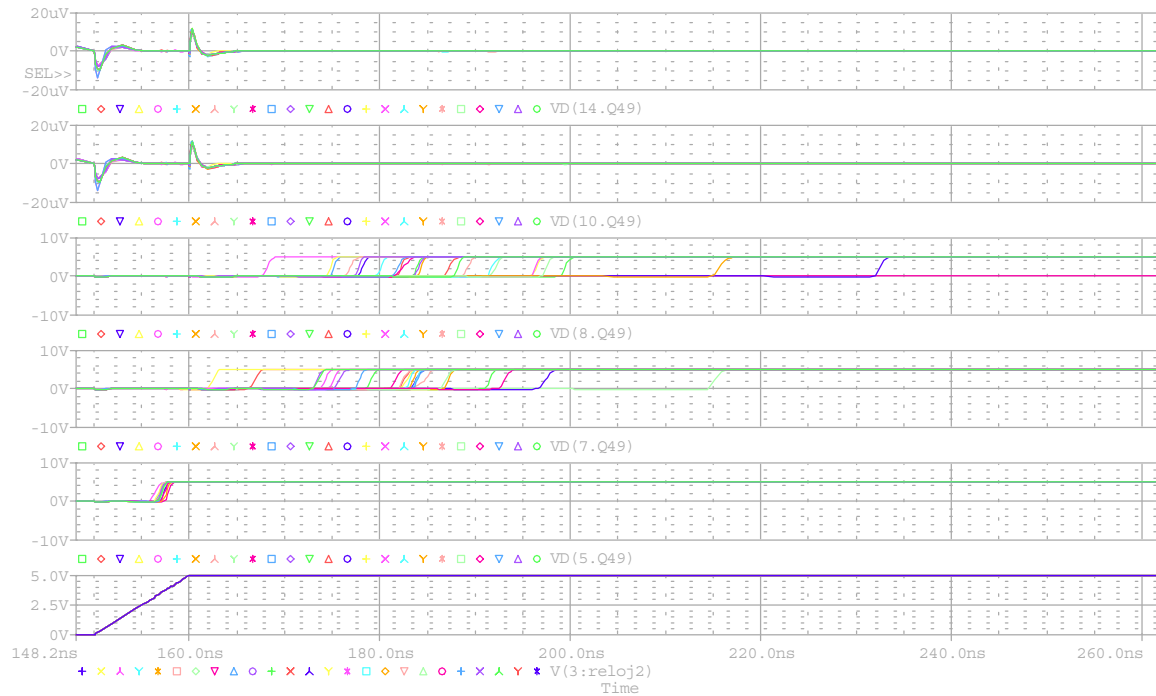 20uV
0V
SEL>>
-20uV
VD(14.Q49)
20uV
0V
-20uV
VD(10.Q49)
10V
0V
-10V
VD(8.Q49)
10V
0V
-10V
VD(7.Q49)
10V
0V
-10V
VD(5.Q49)
5.0V
2.5V
0V
148.2ns 160.0ns 180.0ns 200.0ns 220.0ns 240.0ns 260.0ns
V(3:reloj2)
Time